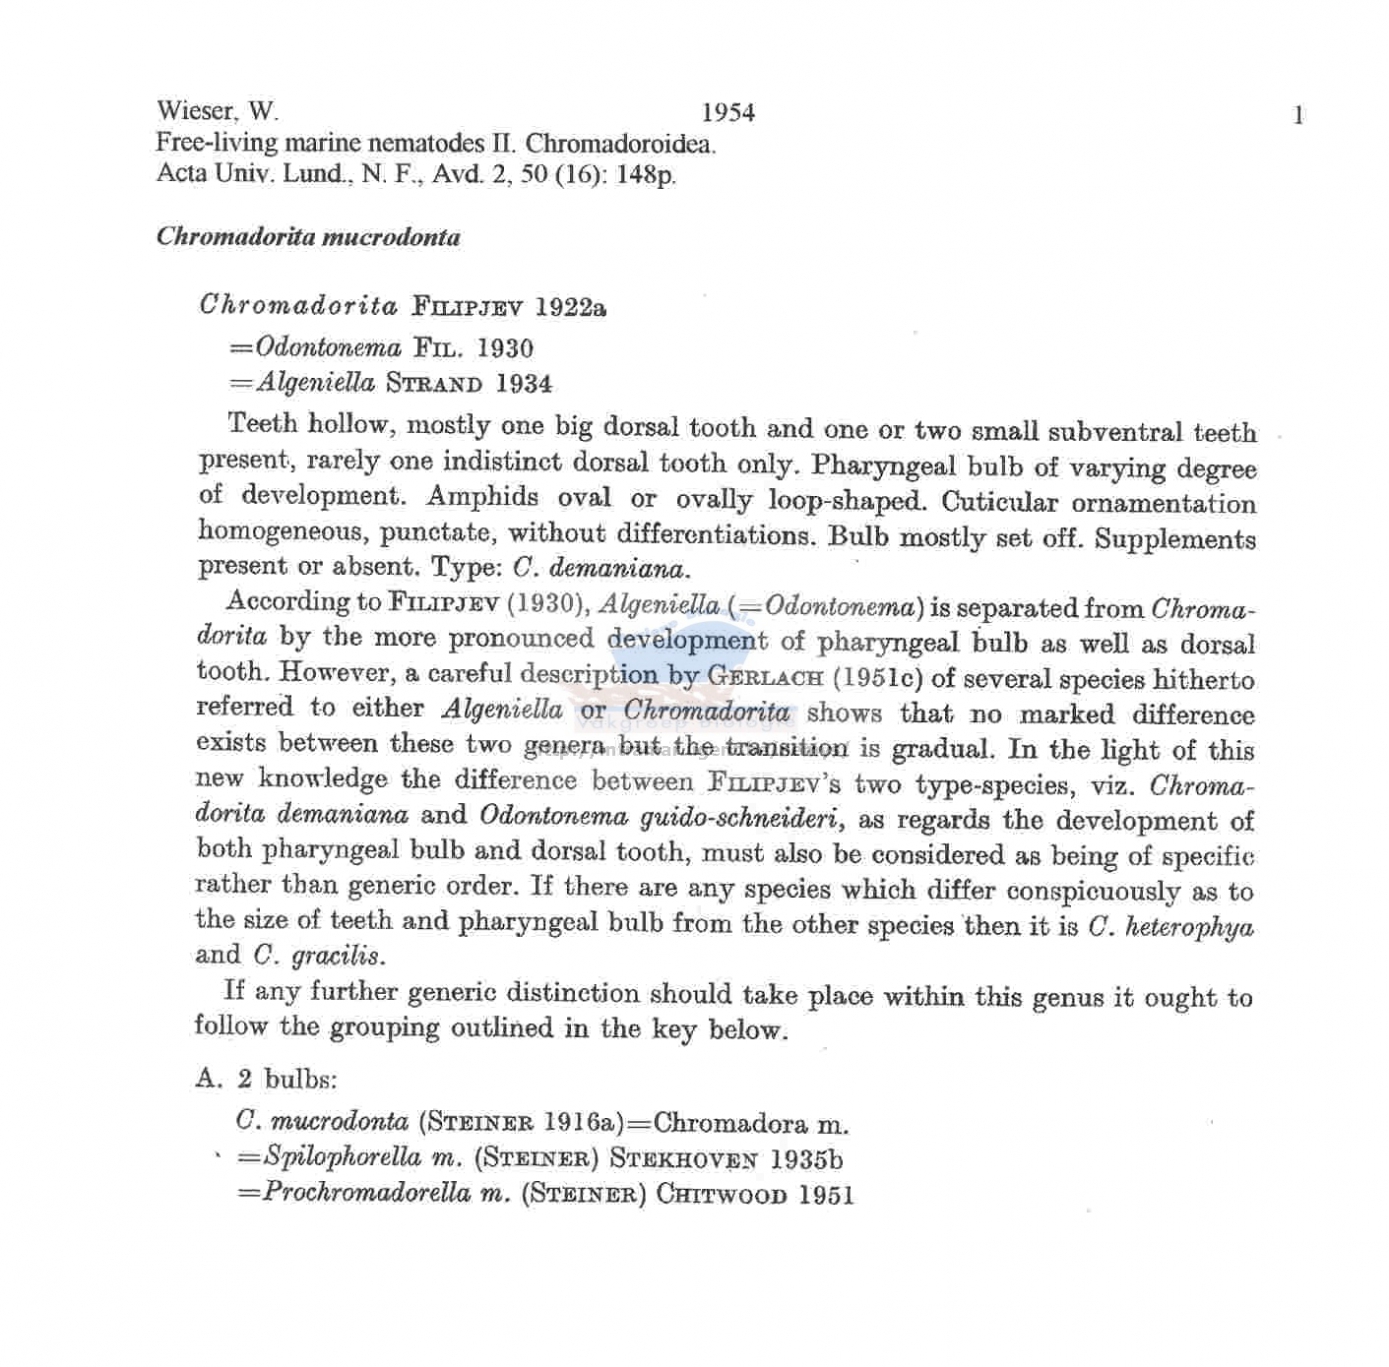 Wieser, W. 1954 1
Free-living marine nematodes II. Chromadoroidea.
Acta Univ. Lund., N. F., Avd. 2, 50 (16): 148p.
Chromadorita mucrodonta
Chromadorita FILIPJEV 1922a
=Odontonema FIL. 1930
=Algeniella STRAND 1934
Teeth hollow, mostly one big dorsal tooth and one or two small subventral teeth
present, rarely one indistinct dorsal tooth only. Pharyngeal bulb of varying degree
of development. Amphids oval or ovally loop-shaped. Cuticular ornamentation
homogeneous, punctate, without differentiations. Bulb mostly set off. Supplements
present or absent. Type: C. demaniana.
According to FILIPJEV (1930), Algeniella (=Odontonema) is separated from Chroma-
dorita by the more pronounced development of pharyngeal bulb as well as dorsal
tooth. However, a careful description by GERLACH (1951c) of several species hitherto
referred to either Algeniella or Chromadorita shows that no marked difference
exists between these two genera but the transition is gradual. In the light of this
new knowledge the difference between FILIPJEV's two type-species, viz. Chroma-
dorita demaniana and Odontonema guido-schneideri, as regards the development of
both pharyngeal bulb and dorsal tooth, must also be considered as being of specific
rather than generic order. If there are any species which differ conspicuously as to
the size of teeth and pharyngeal bulb from the other species then it is C. heterophya
and C. gracilis.
If any further generic distinction should take place within this genus it ought to
follow the grouping outlined in the key below.
A. 2 bulbs:
C. mucrodonta (STEINER 1916a)=Chromadora m.
=Spilophorella m. (STEINER) STEKHOVEN 1935b
=Prochromadorella m. (STEINER) CHITWOOD 1951